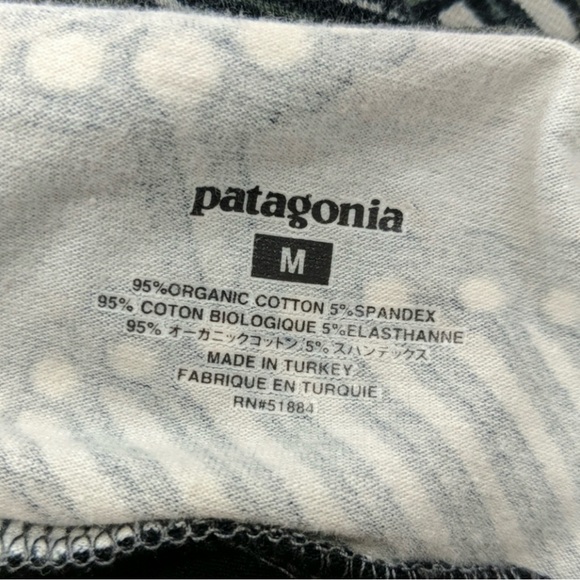 patagonia
M
95%ORGANIC COTTON 5%SPANDEX
95% COTON BIOLOGIQUE 5%ELASTHANNE
95% オーガニックコットン 5% スパンデックス
MADE IN TURKEY
FABRIQUE EN TURQUIE
RN#51884